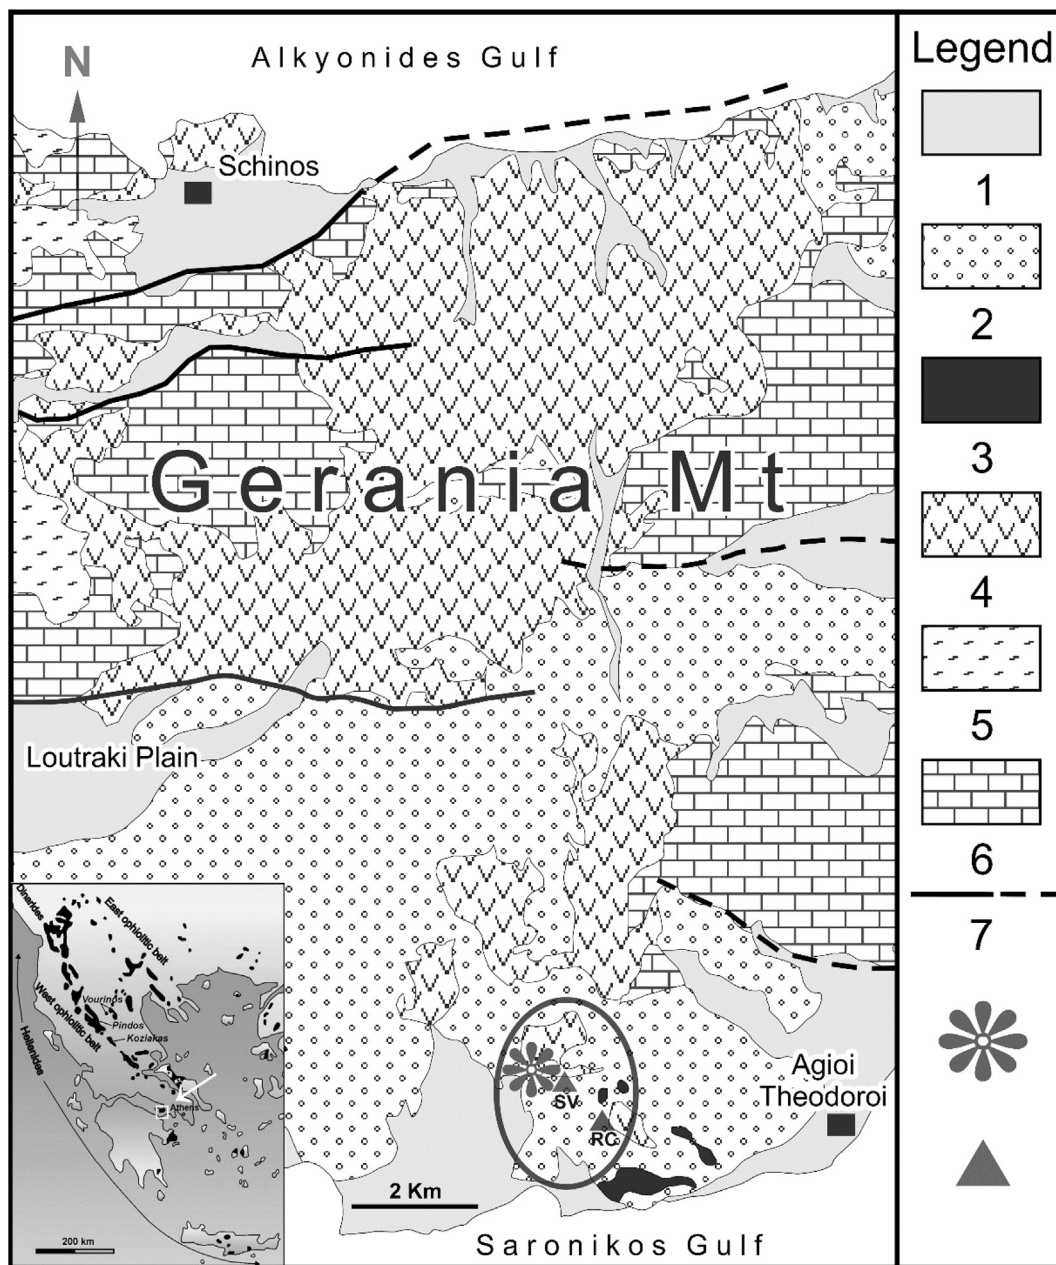 Alkyonides Gulf
N
Schinos
Gerania Mt
Loutraki Plain
Agioi
Theodoroi
SV
RC
2 Km
Saronikos Gulf
Dinarides
East ophiolitic belt
Vourinos
Pindos
Koziakas
West ophiolitic belt
Hellenides
Athens
200 km
Legend
1
2
3
4
5
6
7